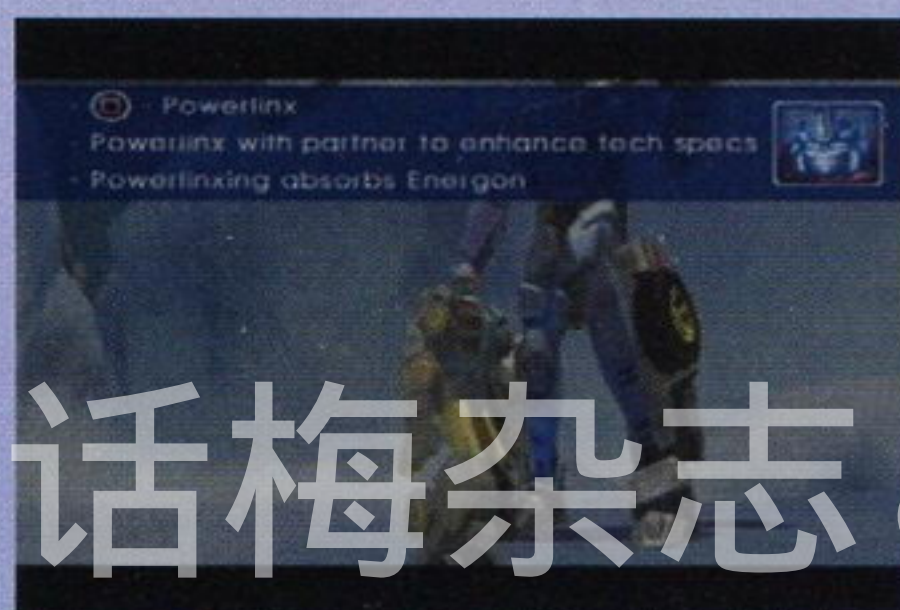 - Powerlinx
Powerlinx with partner to enhance tech specs
- Powerlinxing absorbs Energon
话梅杂志